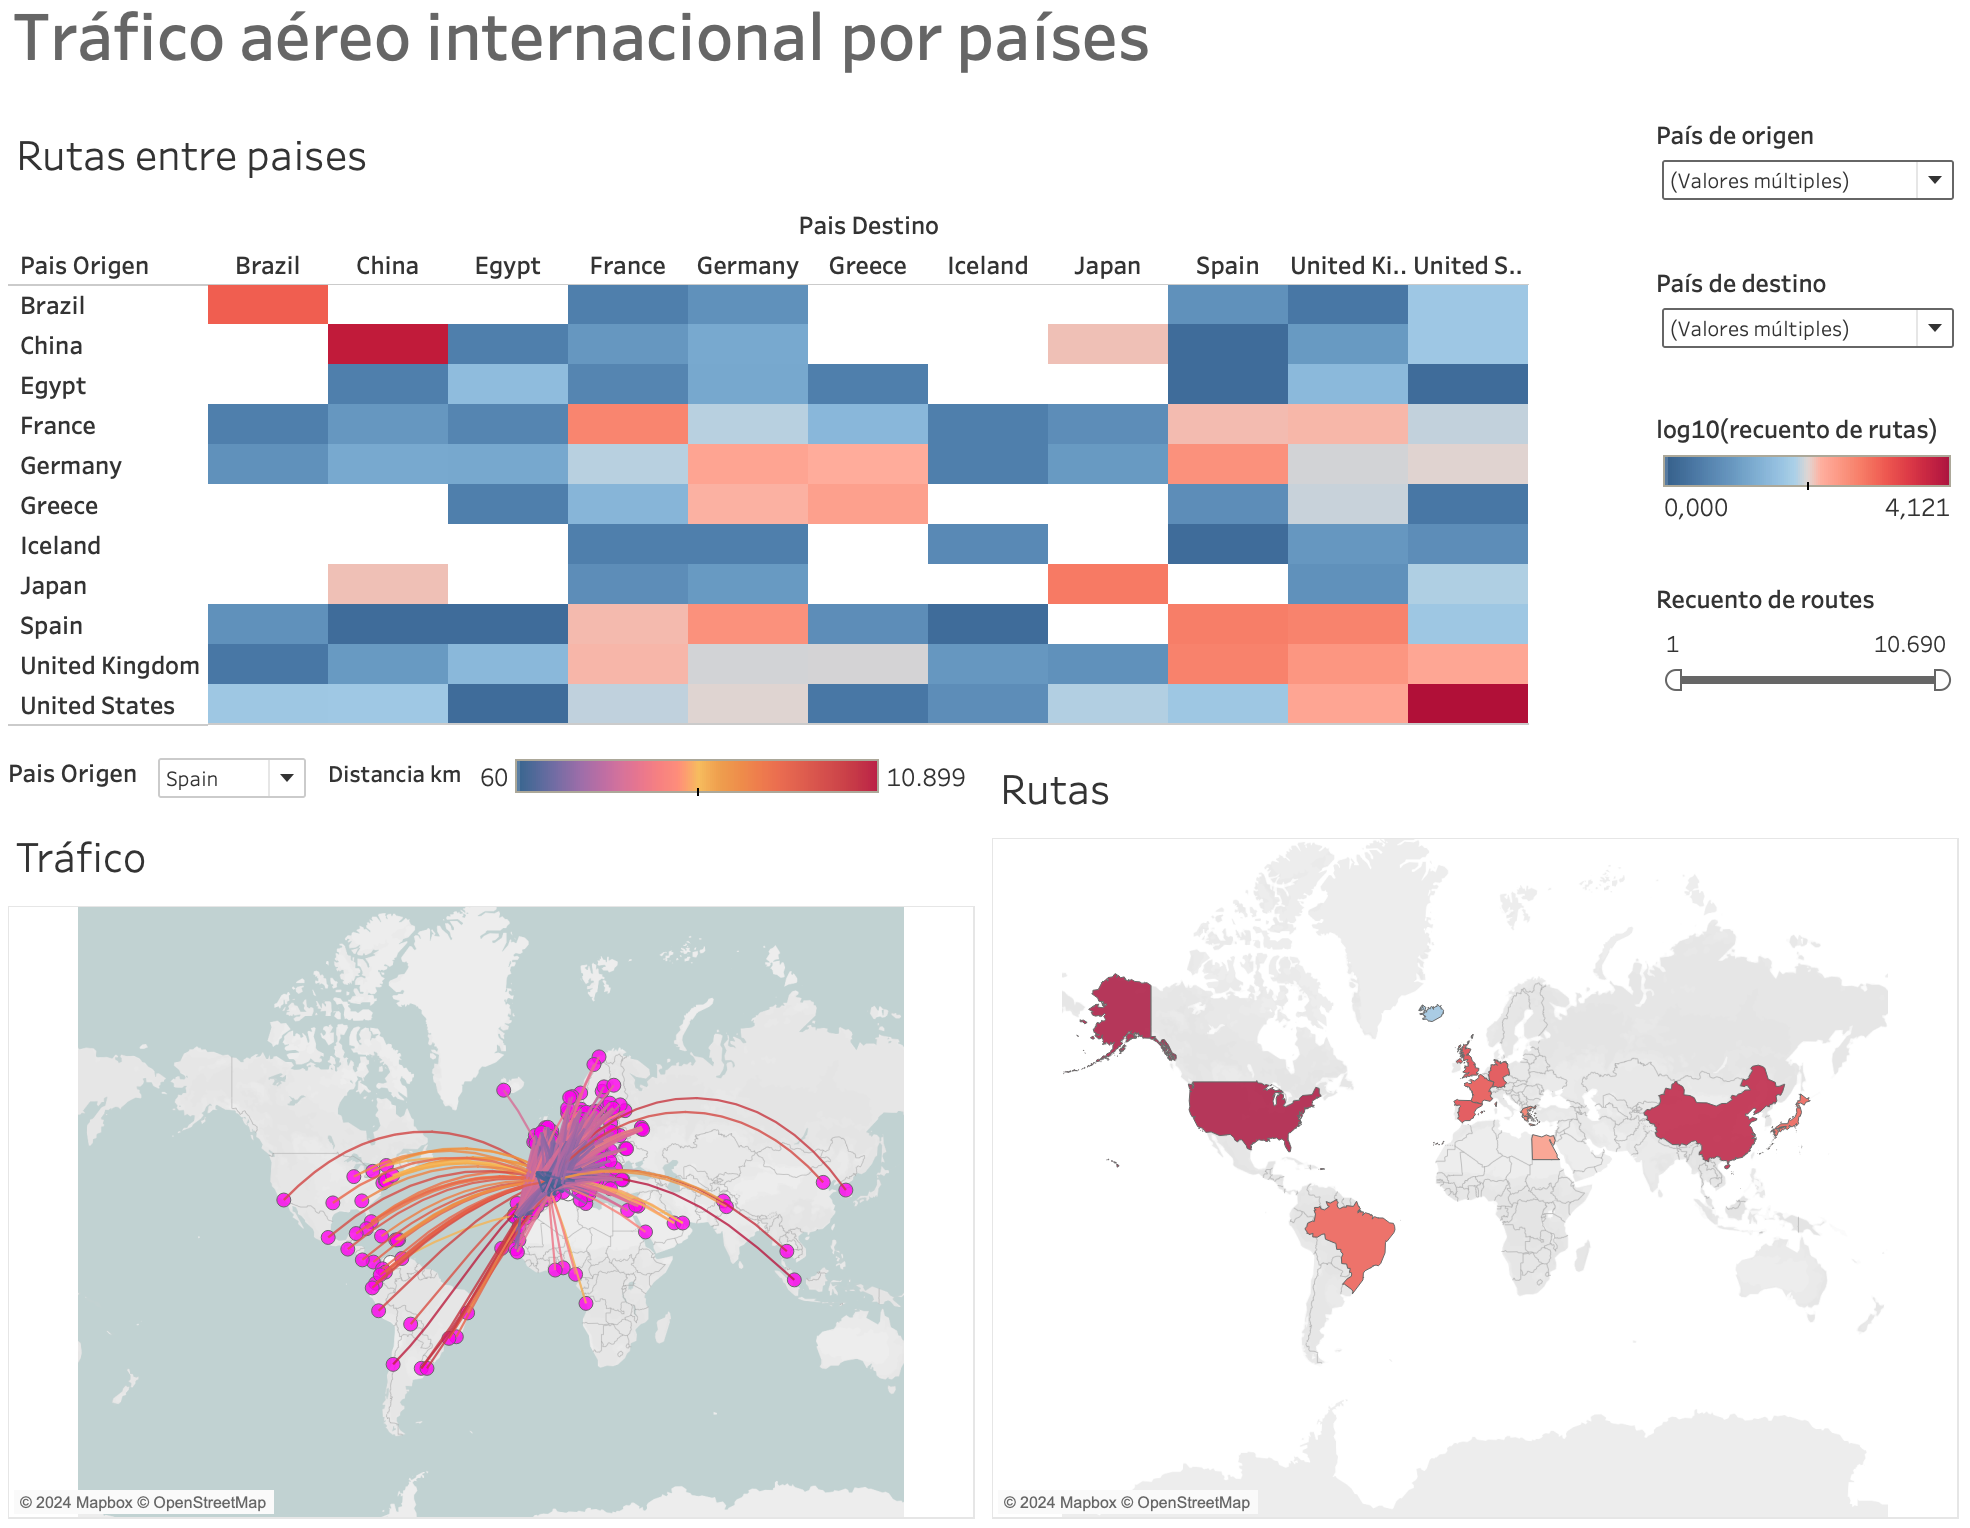 Tráfico aéreo internacional por países
Rutas entre paises
Pais Destino
Pais Origen Brazil China Egypt France Germany Greece Iceland Japan Spain United Ki.. United S..
Brazil
China
Egypt
France
Germany
Greece
Iceland
Japan
Spain
United Kingdom
United States
País de origen
(Valores múltiples)
País de destino
(Valores múltiples)
log10(recuento de rutas)
0,000 4,121
Recuento de routes
1 10.690
Pais Origen Spain Distancia km 60 10.899
Tráfico
© 2024 Mapbox © OpenStreetMap
Rutas
© 2024 Mapbox © OpenStreetMap